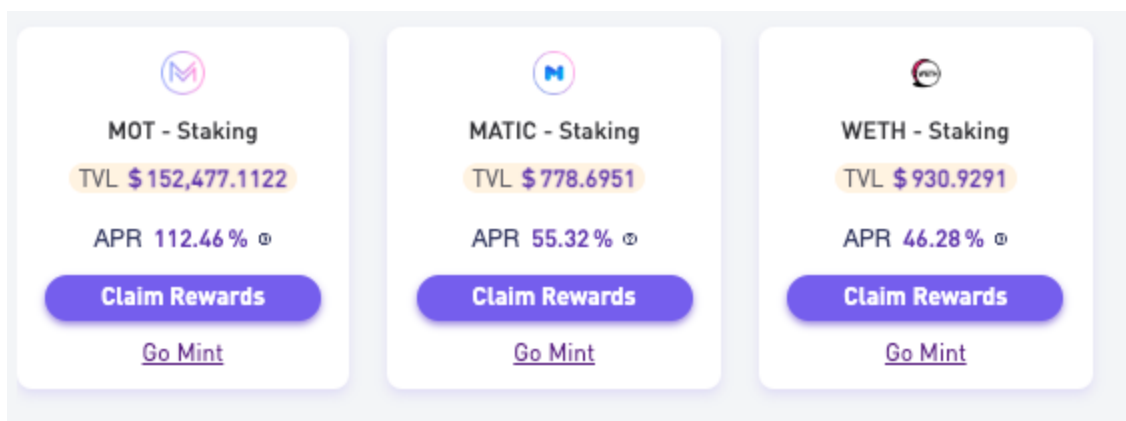 MOT - Staking
TVL $152,477.1122
APR 112.46%
Claim Rewards
Go Mint
MATIC - Staking
TVL $778.6951
APR 55.32%
Claim Rewards
Go Mint
WETH
WETH - Staking
TVL $930.9291
APR 46.28%
Claim Rewards
Go Mint